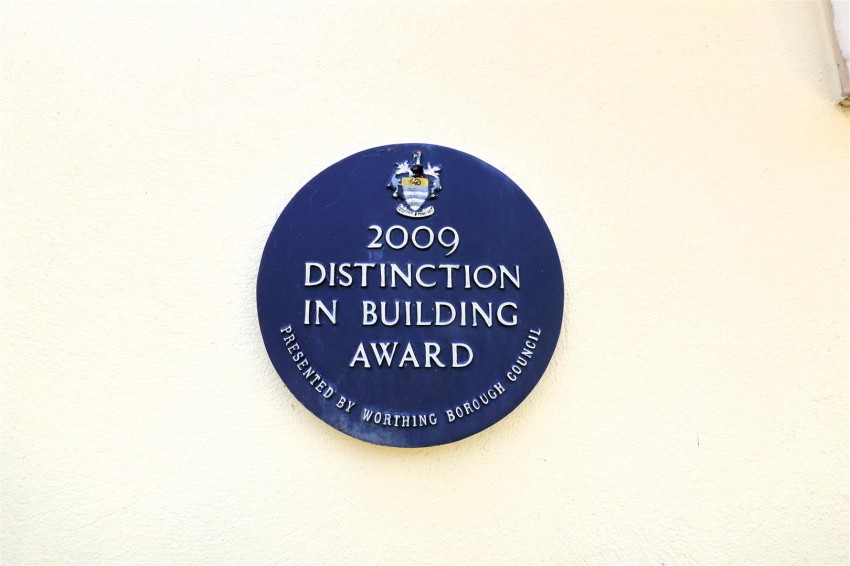 2009
DISTINCTION
IN BUILDING
AWARD
PRESENTED BY WORTHING BOROUGH COUNCIL